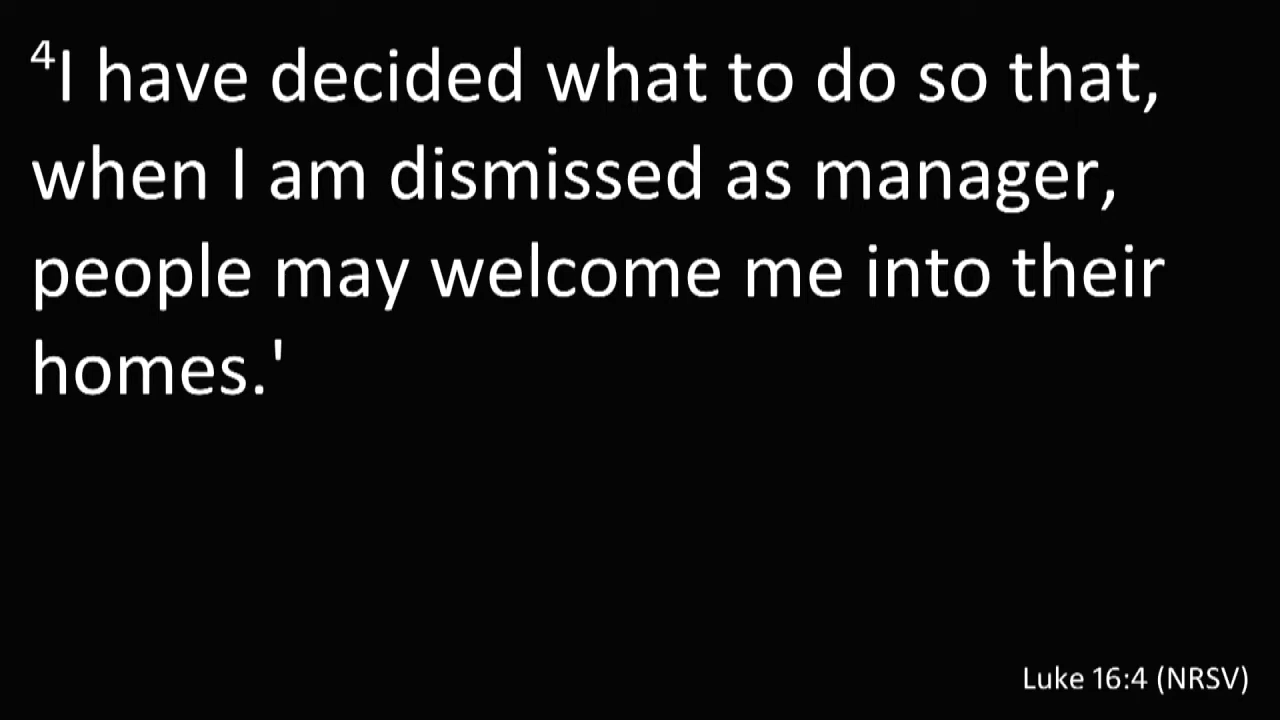 ⁴I have decided what to do so that,
when I am dismissed as manager,
people may welcome me into their
homes.'
Luke 16:4 (NRSV)